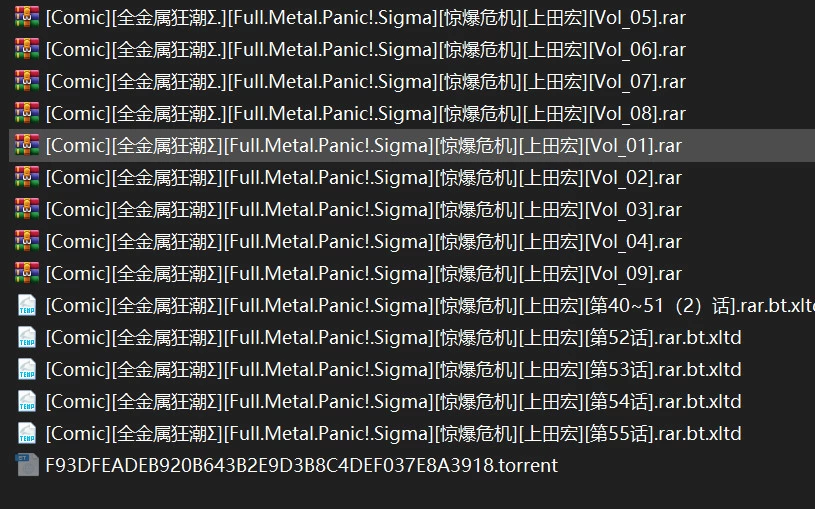 [Comic][全金属狂潮Σ.][Full.Metal.Panic!.Sigma][惊爆危机][上田宏][Vol_05].rar
[Comic][全金属狂潮Σ.][Full.Metal.Panic!.Sigma][惊爆危机][上田宏][Vol_06].rar
[Comic][全金属狂潮Σ.][Full.Metal.Panic!.Sigma][惊爆危机][上田宏][Vol_07].rar
[Comic][全金属狂潮Σ.][Full.Metal.Panic!.Sigma][惊爆危机][上田宏][Vol_08].rar
[Comic][全金属狂潮Σ][Full.Metal.Panic!.Sigma][惊爆危机][上田宏][Vol_01].rar
[Comic][全金属狂潮Σ][Full.Metal.Panic!.Sigma][惊爆危机][上田宏][Vol_02].rar
[Comic][全金属狂潮Σ][Full.Metal.Panic!.Sigma][惊爆危机][上田宏][Vol_03].rar
[Comic][全金属狂潮Σ][Full.Metal.Panic!.Sigma][惊爆危机][上田宏][Vol_04].rar
[Comic][全金属狂潮Σ][Full.Metal.Panic!.Sigma][惊爆危机][上田宏][Vol_09].rar
[Comic][全金属狂潮Σ][Full.Metal.Panic!.Sigma][惊爆危机][上田宏][第40~51（2）话].rar.bt.xlt
[Comic][全金属狂潮Σ][Full.Metal.Panic!.Sigma][惊爆危机][上田宏][第52话].rar.bt.xltd
[Comic][全金属狂潮Σ][Full.Metal.Panic!.Sigma][惊爆危机][上田宏][第53话].rar.bt.xltd
[Comic][全金属狂潮Σ][Full.Metal.Panic!.Sigma][惊爆危机][上田宏][第54话].rar.bt.xltd
[Comic][全金属狂潮Σ][Full.Metal.Panic!.Sigma][惊爆危机][上田宏][第55话].rar.bt.xltd
F93DFEADEB920B643B2E9D3B8C4DEF037E8A3918.torrent